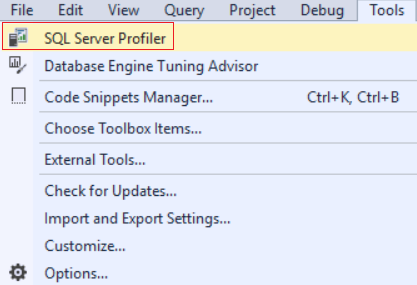 File Edit View Query Project Debug Tools
SQL Server Profiler
Database Engine Tuning Advisor
Code Snippets Manager... Ctrl+K, Ctrl+B
Choose Toolbox Items...
External Tools...
Check for Updates...
Import and Export Settings...
Customize...
Options...